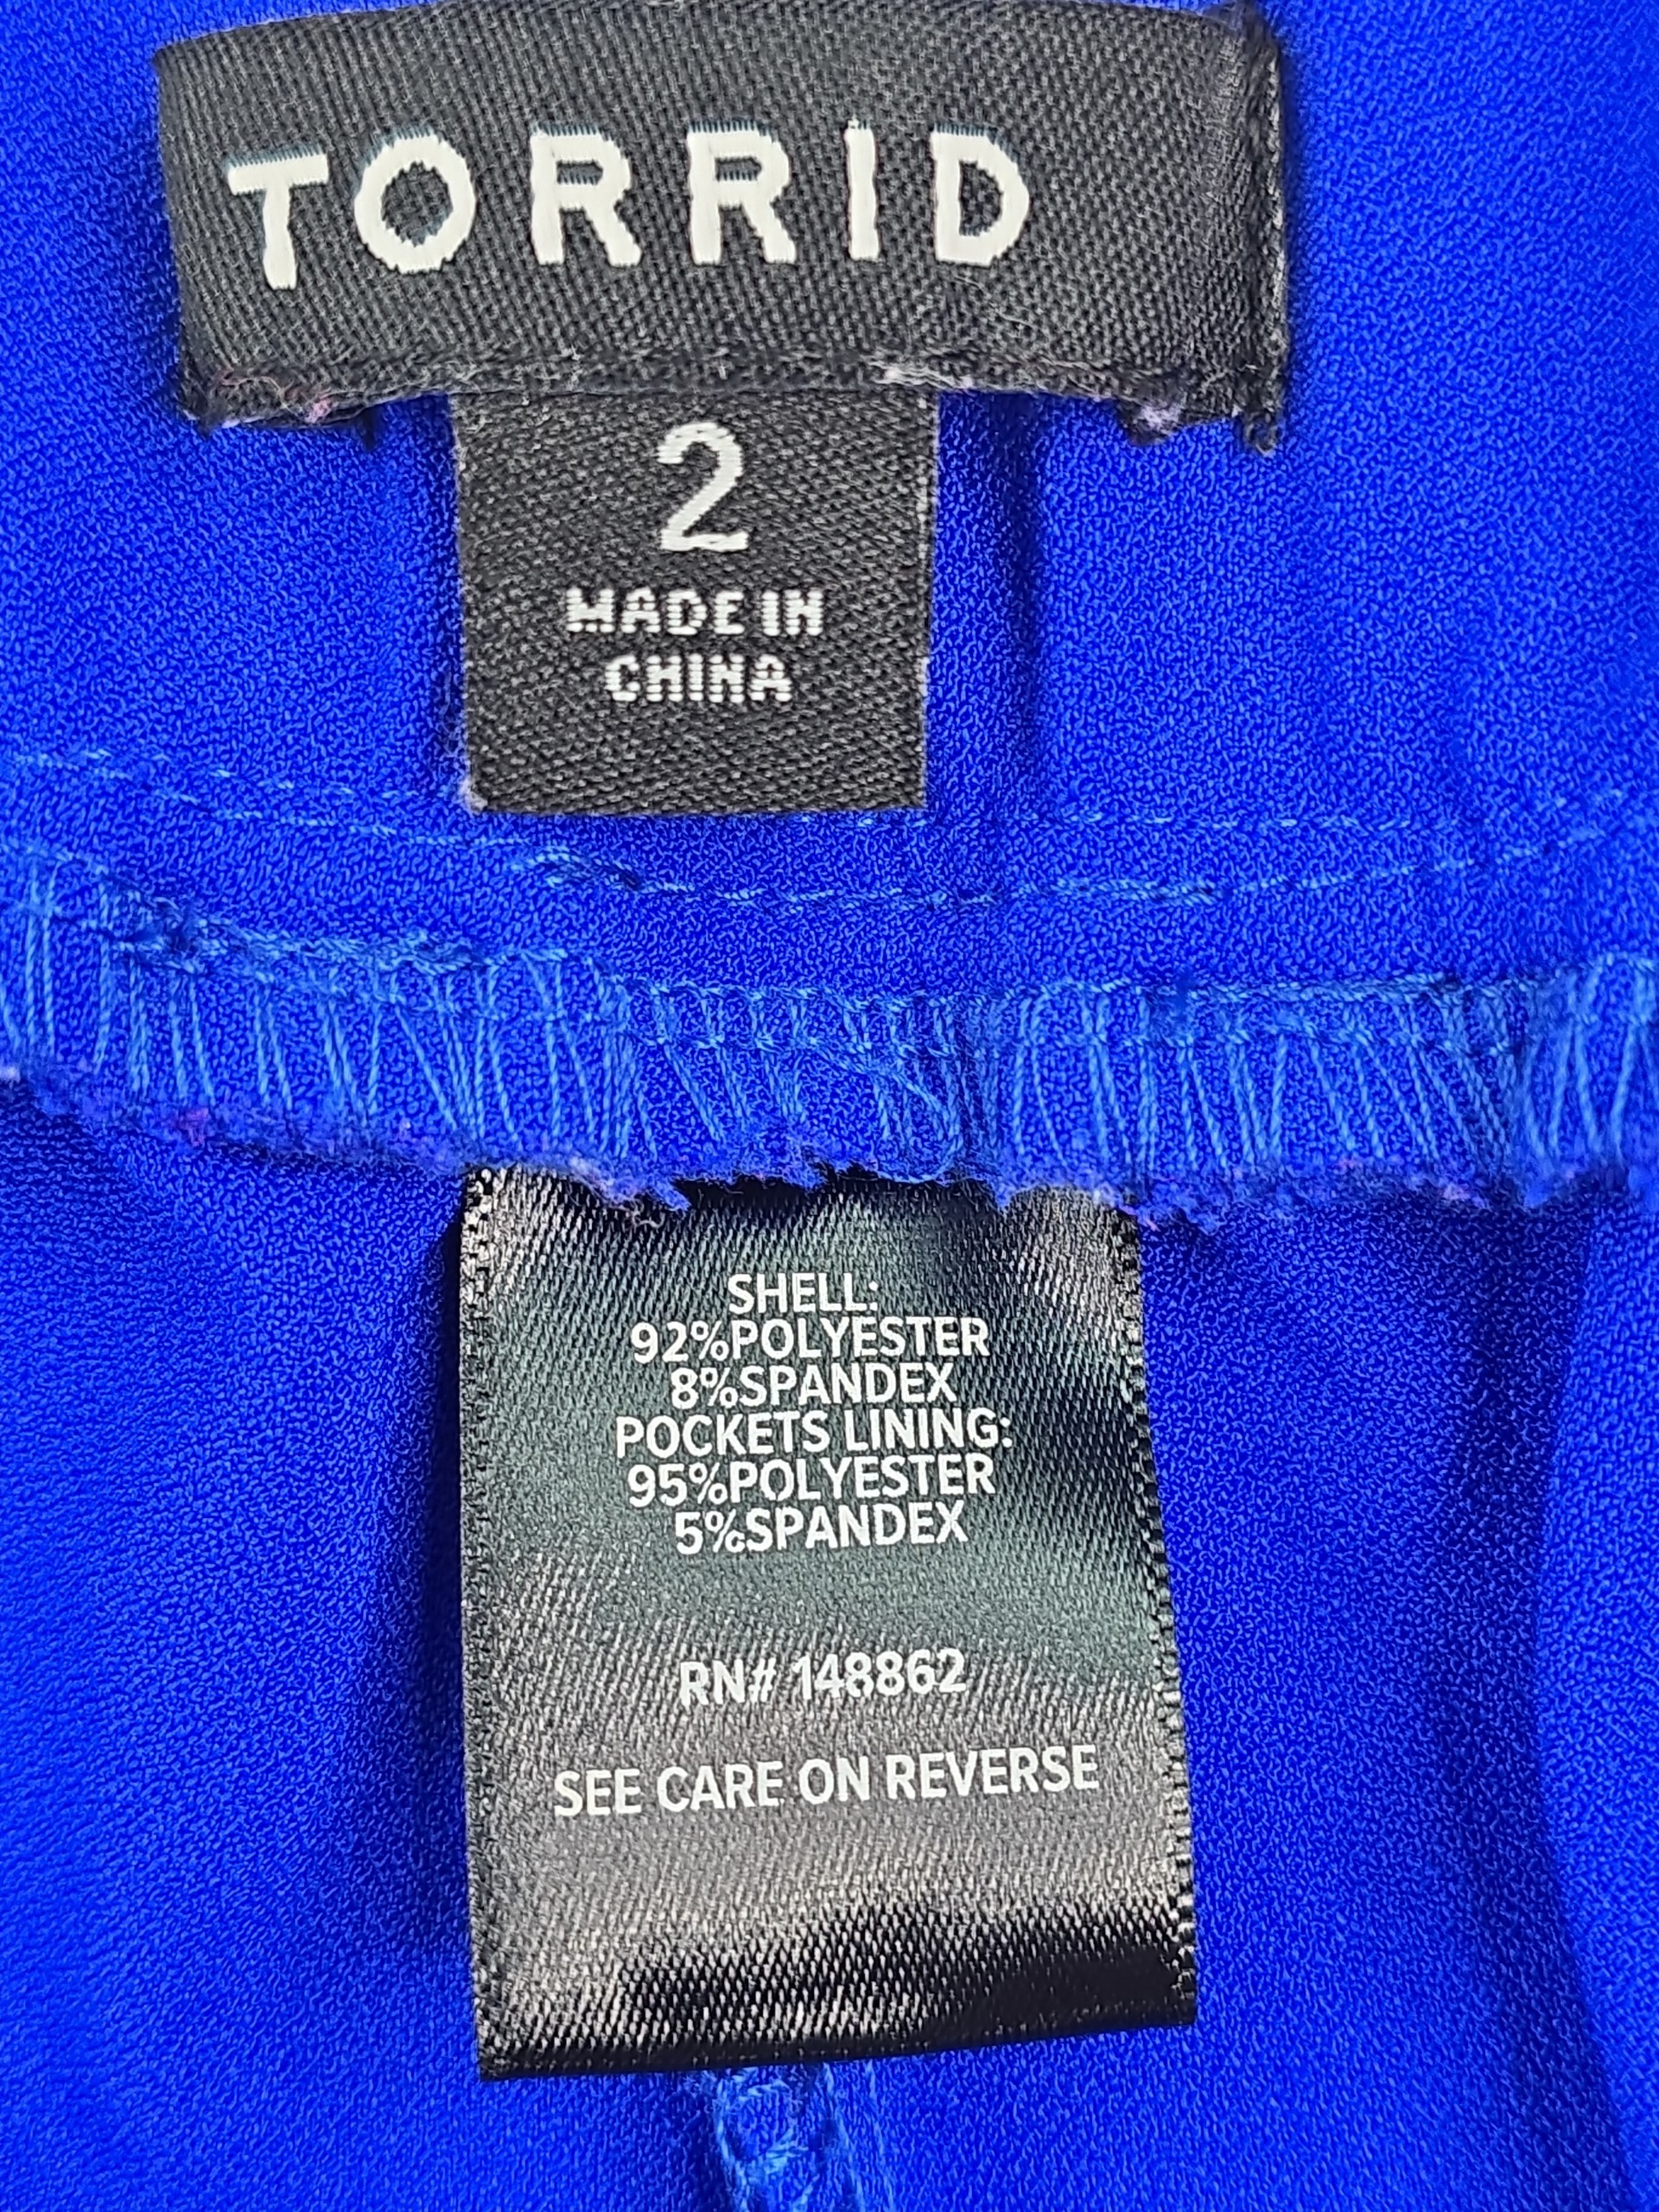 TORRID
2
MADE IN
CHINA
SHELL:
92%POLYESTER
8%SPANDEX
POCKETS LINING:
95%POLYESTER
5%SPANDEX
RN# 148862
SEE CARE ON REVERSE